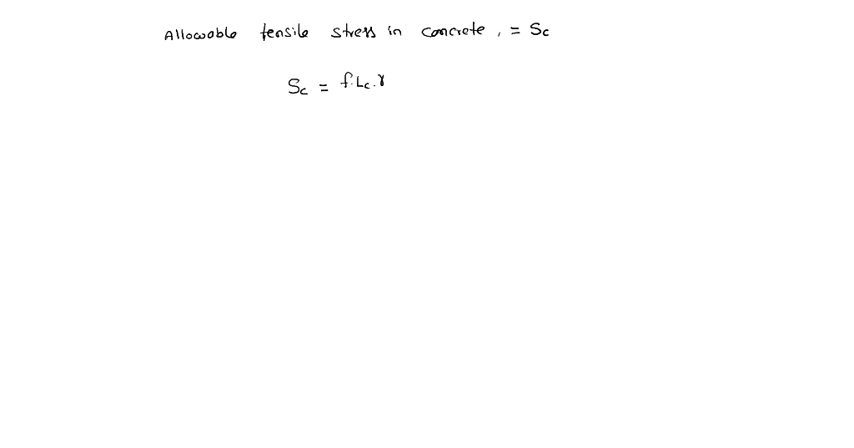 Allowable tensile stress in concrete, = Sc
Sc = f.Lc.γ